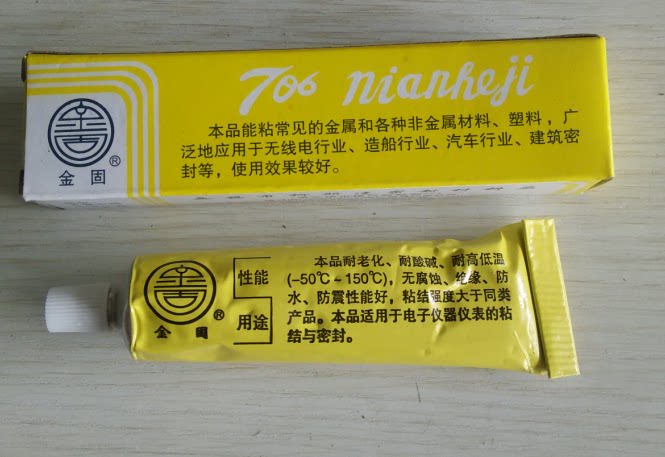 706 nianheji
本品能粘常见的金属和各种非金属材料、塑料，广
泛地应用于无线电行业、造船行业、汽车行业、建筑密
封等，使用效果较好。
金固®
性能
用途
本品耐老化、耐酸碱、耐高低温
(-50℃~150℃)，无腐蚀、绝缘、防
水、防震性能好，粘结强度大于同类
产品。本品适用于电子仪器仪表的粘
结与密封。
金固®